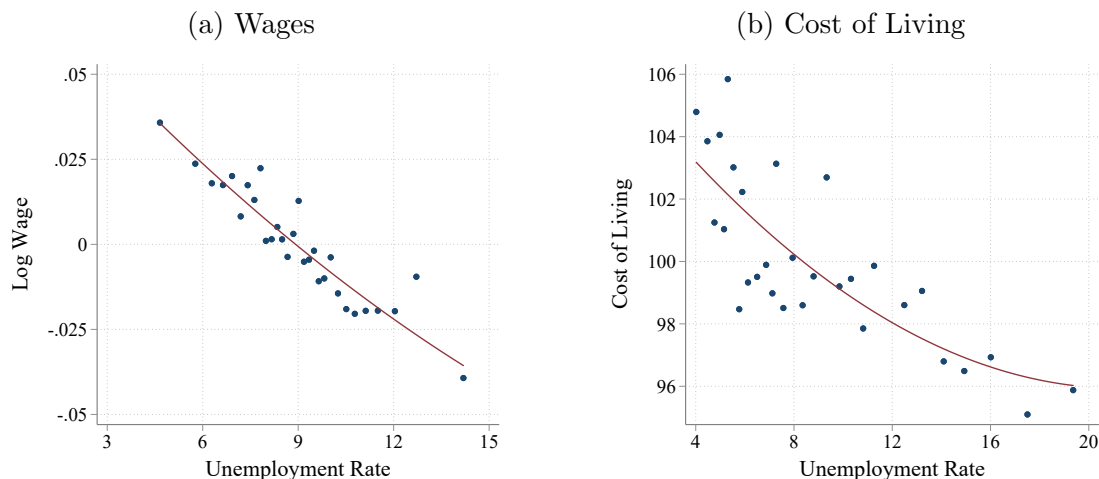 (a) Wages
.05
.025
0
-.025
-.05
Log Wage
3 6 9 12 15
Unemployment Rate
(b) Cost of Living
106
104
102
100
98
96
Cost of Living
4 8 12 16 20
Unemployment Rate